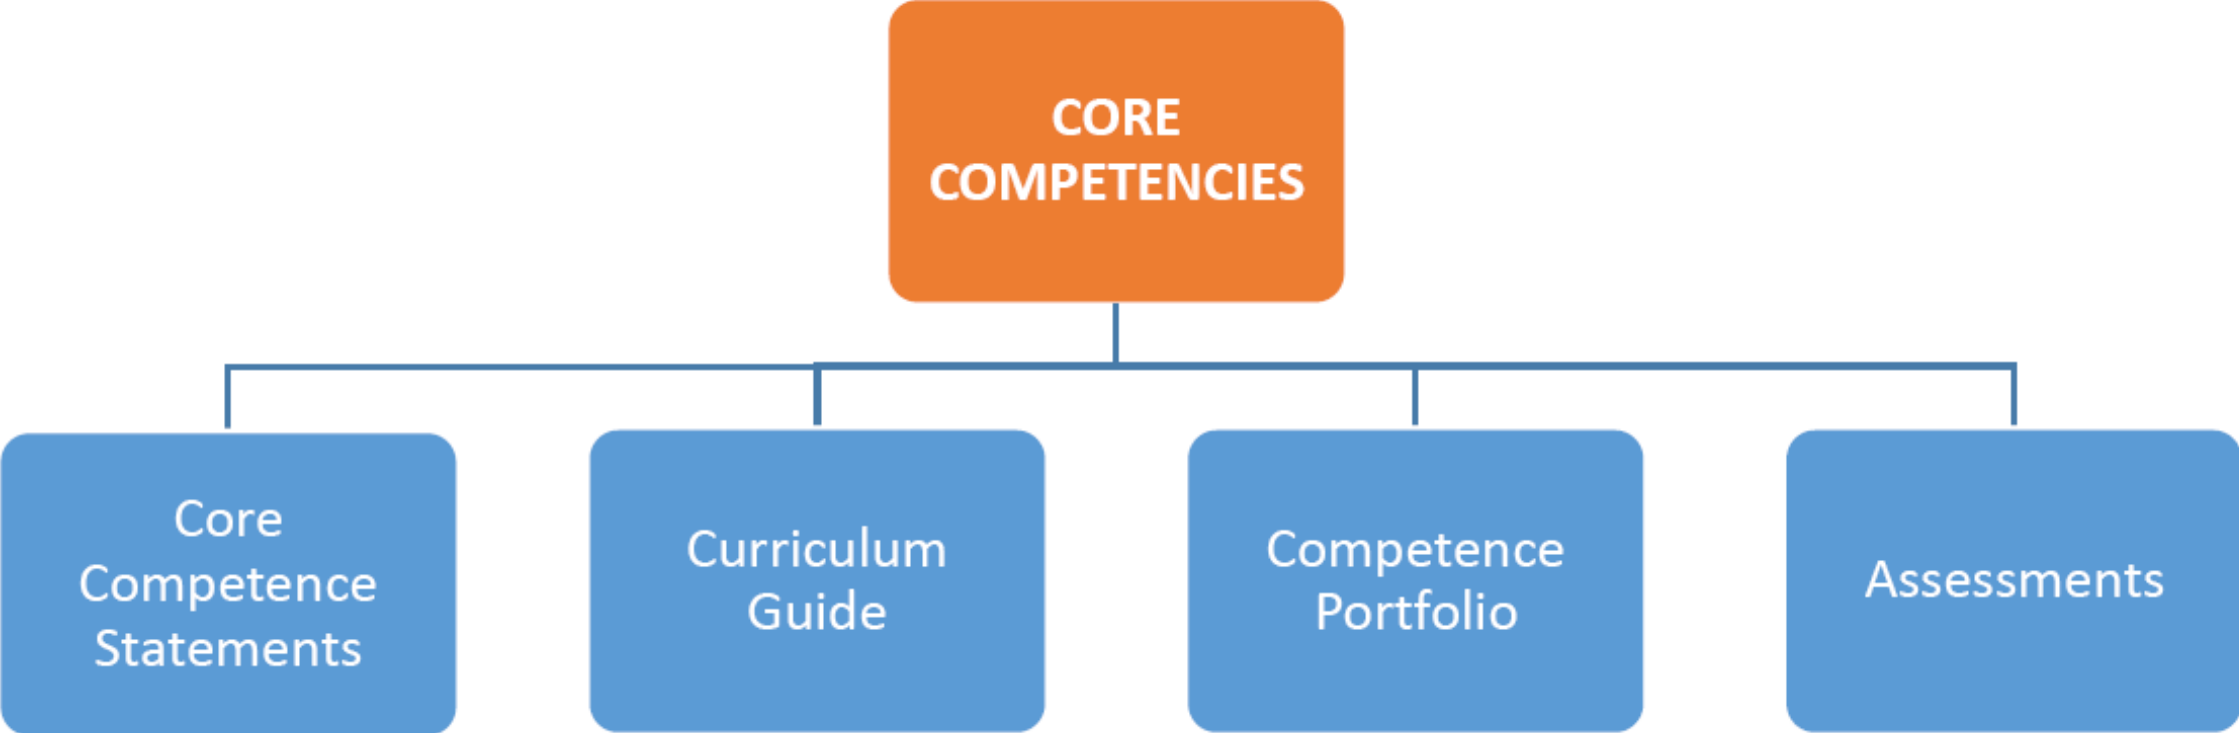 CORE
COMPETENCIES
Core
Competence
Statements
Curriculum
Guide
Competence
Portfolio
Assessments